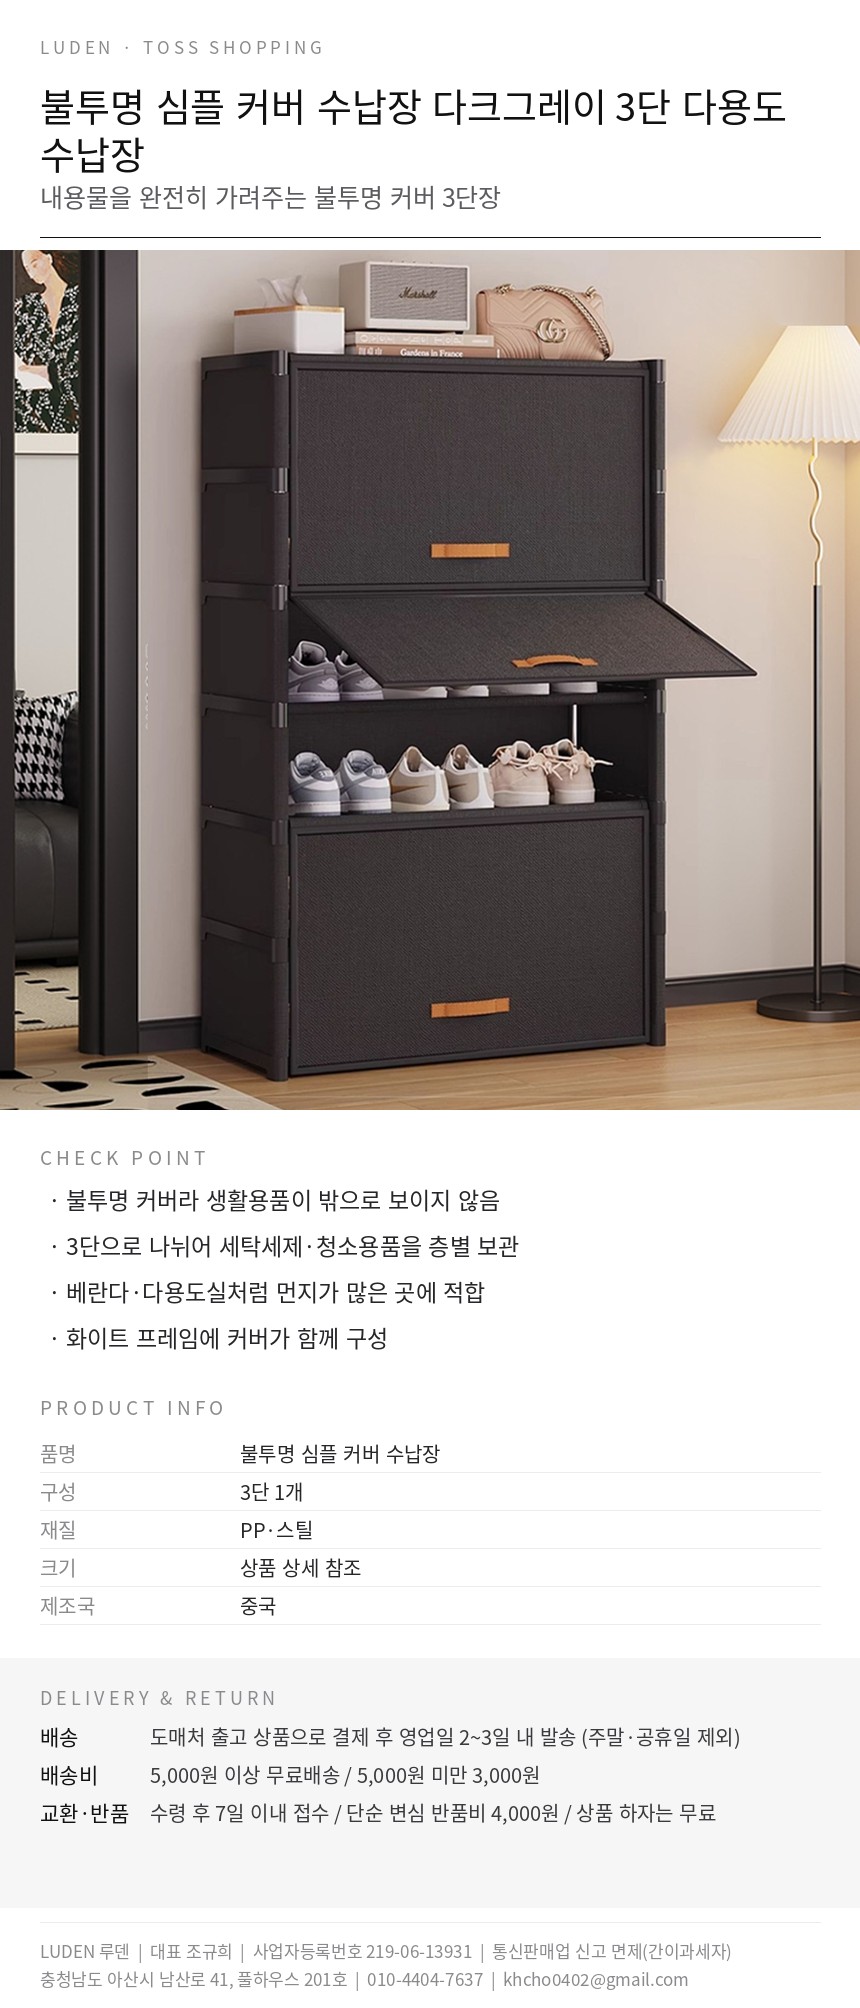 LUDEN · TOSS SHOPPING
불투명 심플 커버 수납장 다크그레이 3단 다용도
수납장
내용물을 완전히 가려주는 불투명 커버 3단장
Marshall
Gardens in France
CHECK POINT
· 불투명 커버라 생활용품이 밖으로 보이지 않음
· 3단으로 나뉘어 세탁세제·청소용품을 층별 보관
· 베란다·다용도실처럼 먼지가 많은 곳에 적합
· 화이트 프레임에 커버가 함께 구성
PRODUCT INFO
품명 불투명 심플 커버 수납장
구성 3단 1개
재질 PP·스틸
크기 상품 상세 참조
제조국 중국
DELIVERY & RETURN
배송 도매처 출고 상품으로 결제 후 영업일 2~3일 내 발송 (주말·공휴일 제외)
배송비 5,000원 이상 무료배송 / 5,000원 미만 3,000원
교환·반품 수령 후 7일 이내 접수 / 단순 변심 반품비 4,000원 / 상품 하자는 무료
LUDEN 루덴 | 대표 조규희 | 사업자등록번호 219-06-13931 | 통신판매업 신고 면제(간이과세자)
충청남도 아산시 남산로 41, 풀하우스 201호 | 010-4404-7637 | khcho0402@gmail.com